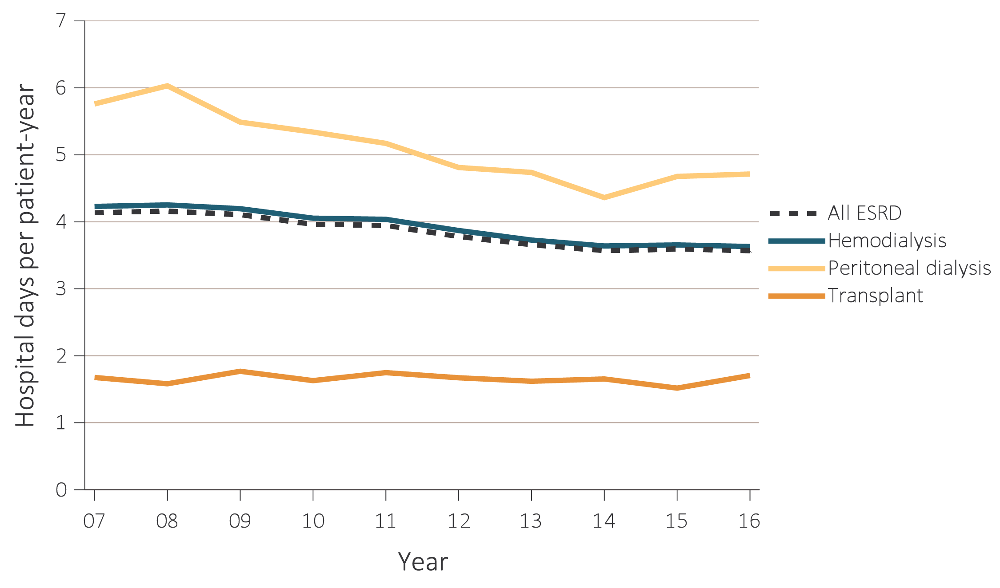 Hospital days per patient-year
7
6
5
4
3
2
1
0
07 08 09 10 11 12 13 14 15 16
Year
All ESRD
Hemodialysis
Peritoneal dialysis
Transplant